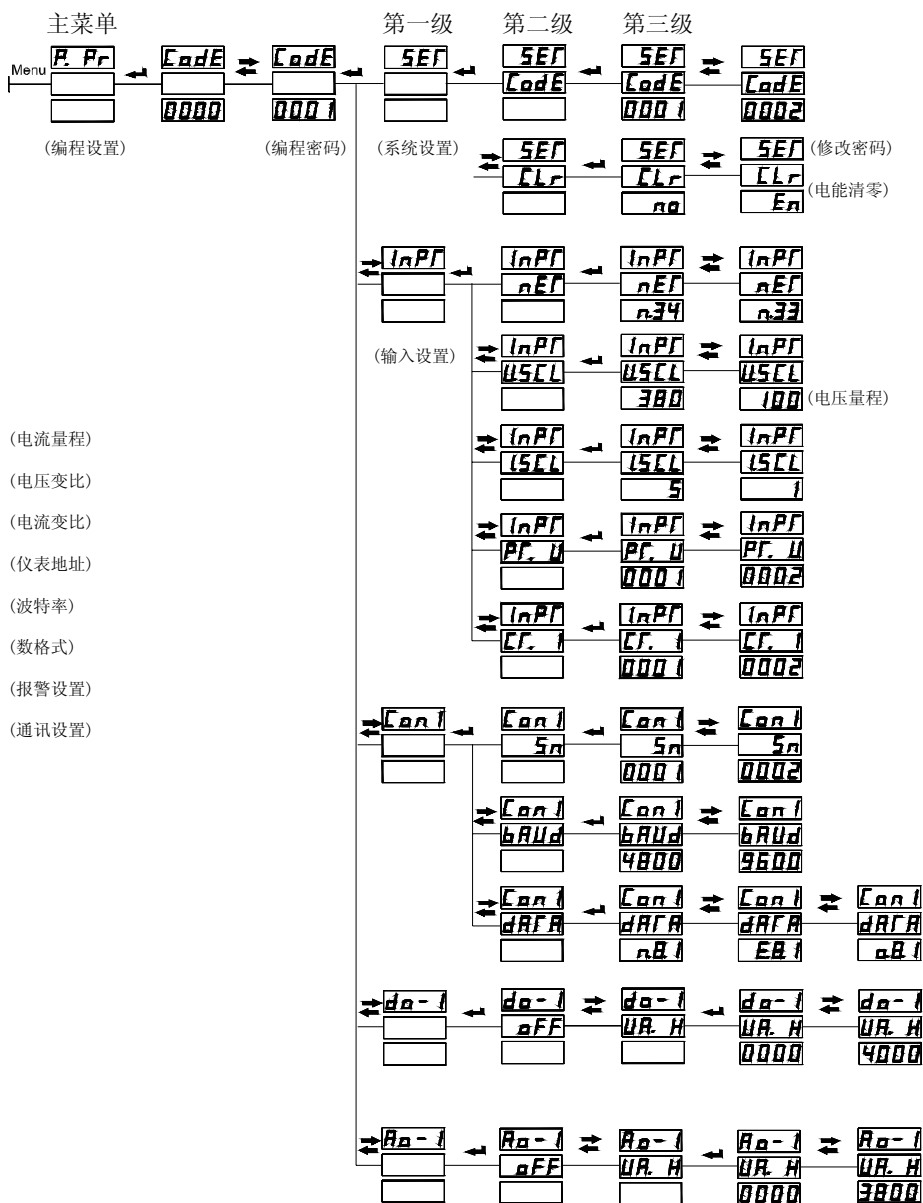 主菜单 第一级 第二级 第三级
P. Pr CodE CodE SET SET SET SET
Menu
CodE CodE CodE
0000 0001 0001 0002
(编程设置) (编程密码) (系统设置)
SET SET SET (修改密码)
CLr CLr CLr
(电能清零)
no En
InPT InPT InPT InPT
nET nET nET
n.34 n.33
(输入设置)
InPT InPT InPT
USCL USCL USCL
380 100 (电压量程)
(电流量程)
InPT InPT InPT
I.SCL I.SCL I.SCL
5 1
(电压变比)
(电流变比)
InPT InPT InPT
PT. U PT. U PT. U
0001 0002
(仪表地址)
(波特率)
InPT InPT InPT
CT. 1 CT. 1 CT. 1
0001 0002
(数格式)
(报警设置)
(通讯设置)
Con1 Con1 Con1 Con1
Sn Sn Sn
0001 0002
Con1 Con1 Con1
bAUd bAUd bAUd
4800 9600
Con1 Con1 Con1 Con1
dATA dATA dATA dATA
n.8.1 E.8.1 o.8.1
do-1 do-1 do-1 do-1 do-1
oFF UA. H UA. H UA. H
0000 4000
Ao-1 Ao-1 Ao-1 Ao-1 Ao-1
oFF UA. H UA. H UA. H
0000 3800